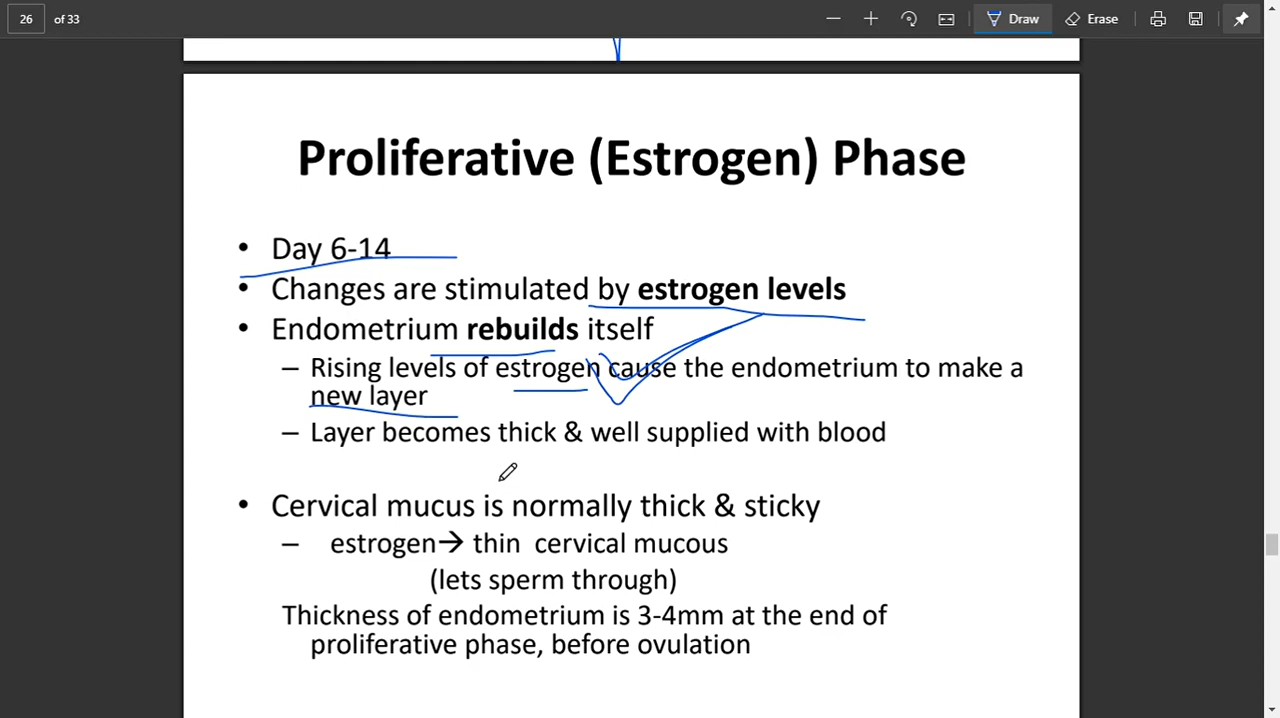 26 of 33
Draw
Erase
Proliferative (Estrogen) Phase
• Day 6-14
• Changes are stimulated by estrogen levels
• Endometrium rebuilds itself
– Rising levels of estrogen cause the endometrium to make a
new layer
– Layer becomes thick & well supplied with blood
• Cervical mucus is normally thick & sticky
– estrogen→ thin cervical mucous
(lets sperm through)
Thickness of endometrium is 3-4mm at the end of
proliferative phase, before ovulation